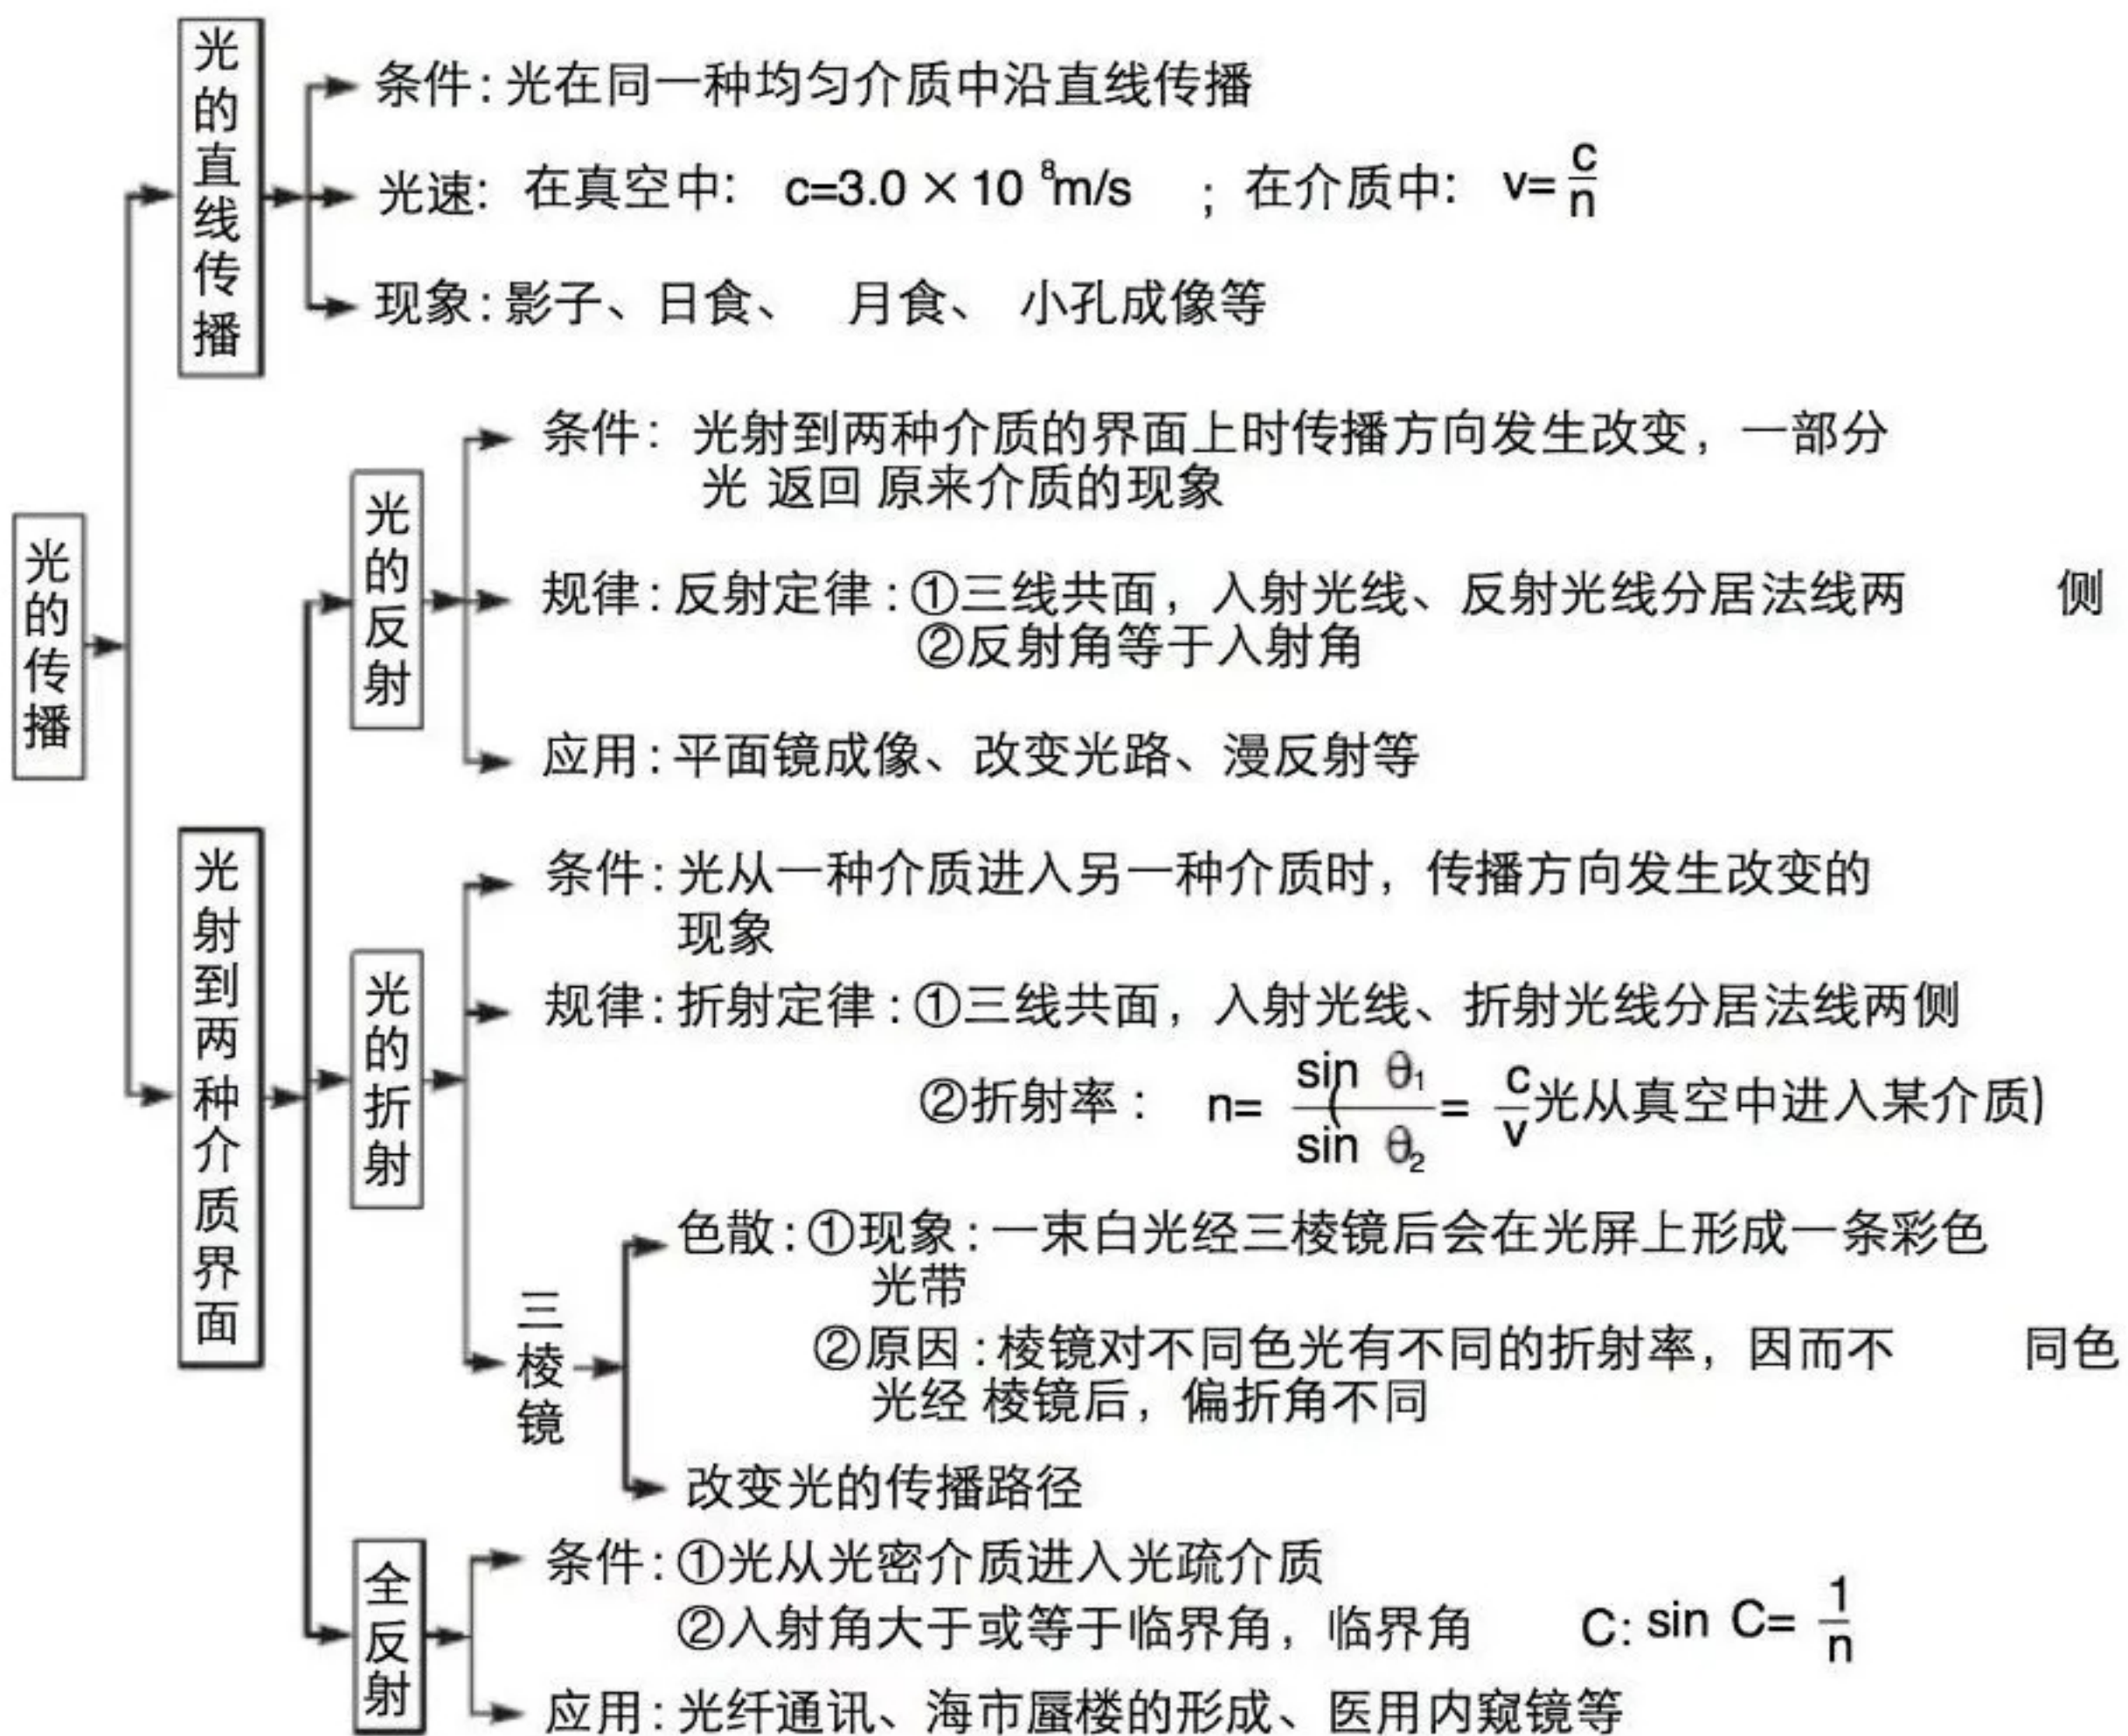 光的传播
光的直线传播
条件：光在同一种均匀介质中沿直线传播
光速： 在真空中： c=3.0×10⁸m/s ；在介质中： v=c/n
现象：影子、日食、 月食、 小孔成像等
光射到两种介质界面
光的反射
条件： 光射到两种介质的界面上时传播方向发生改变，一部分
光 返回 原来介质的现象
规律：反射定律：①三线共面，入射光线、反射光线分居法线两 侧
②反射角等于入射角
应用：平面镜成像、改变光路、漫反射等
光的折射
条件：光从一种介质进入另一种介质时，传播方向发生改变的
现象
规律：折射定律：①三线共面，入射光线、折射光线分居法线两侧
②折射率： n= sin θ₁/sin θ₂ = c/v (光从真空中进入某介质)
三棱镜
色散：①现象：一束白光经三棱镜后会在光屏上形成一条彩色
光带
②原因：棱镜对不同色光有不同的折射率，因而不 同色
光经 棱镜后，偏折角不同
改变光的传播路径
全反射
条件：①光从光密介质进入光疏介质
②入射角大于或等于临界角，临界角 C: sin C= 1/n
应用：光纤通讯、海市蜃楼的形成、医用内窥镜等